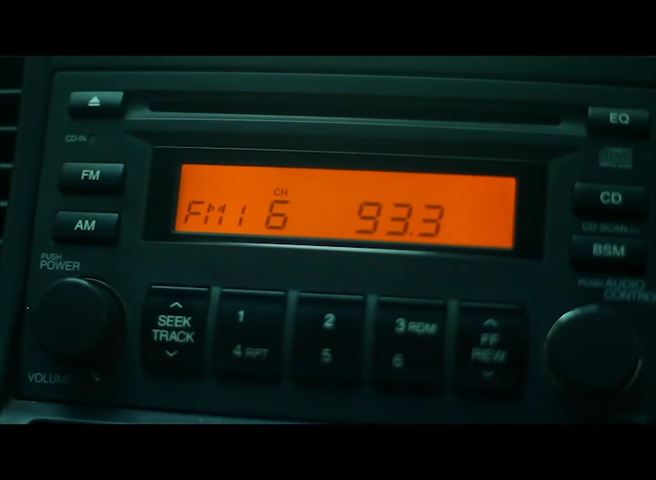 EQ
CD-IN
FM
CD
CH
FM1 6 93.3
AM
CD SCAN
BSM
PUSH
POWER
PUSH AUDIO
CONTROL
SEEK
TRACK
1
2
3 RDM
FF
REW
4 RPT
5
6
VOLUME